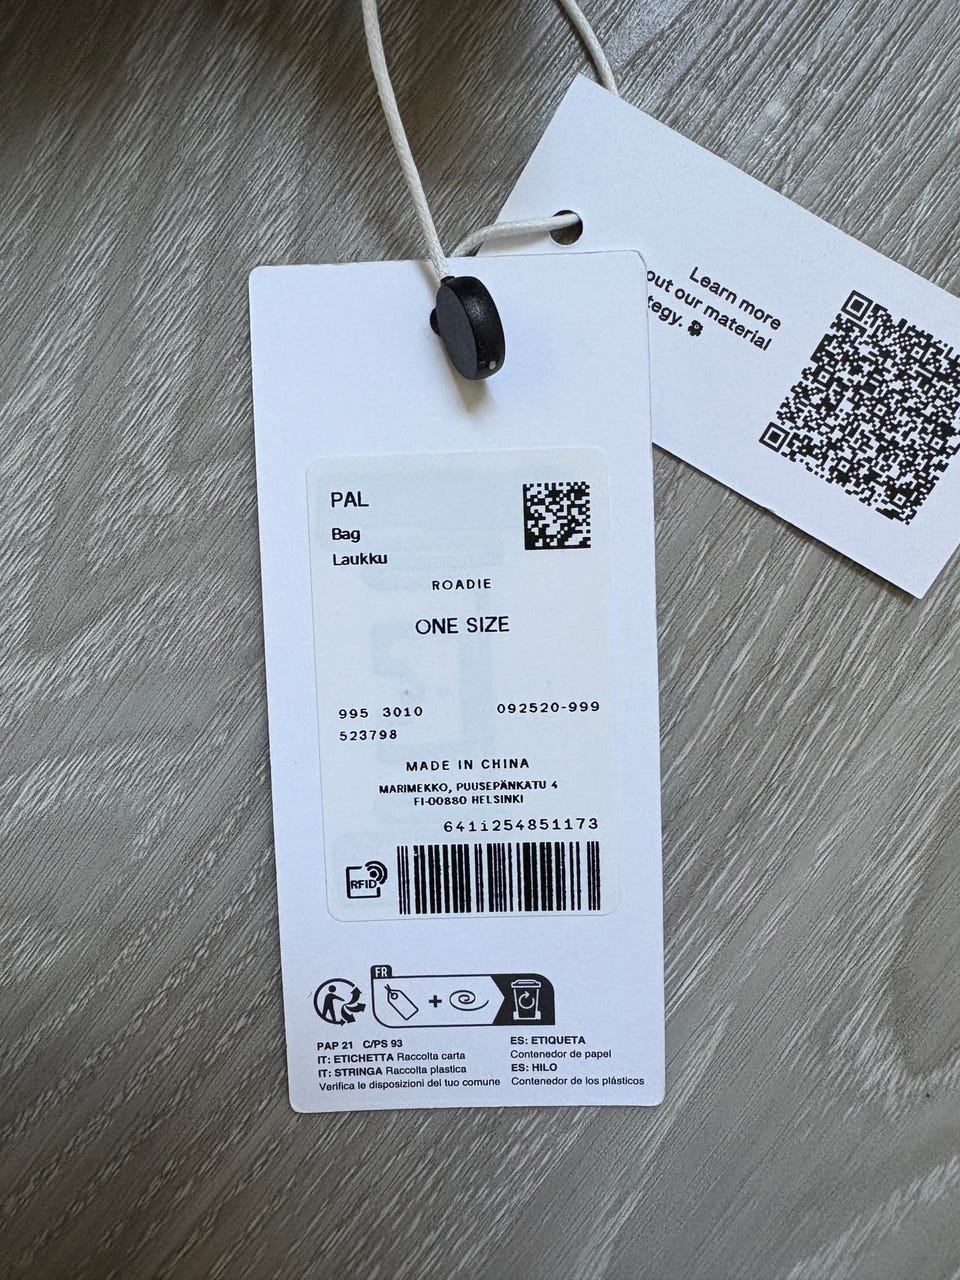 Learn more
out our material
tegy.
PAL
Bag
Laukku
ROADIE
ONE SIZE
995 3010
092520-999
523798
MADE IN CHINA
MARIMEKKO, PUUSEPÄNKATU 4
FI-00880 HELSINKI
6411254851173
RFID
FR
PAP 21 C/PS 93
IT: ETICHETTA Raccolta carta
IT: STRINGA Raccolta plastica
Verifica le disposizioni del tuo comune
ES: ETIQUETA
Contenedor de papel
ES: HILO
Contenedor de los plásticos